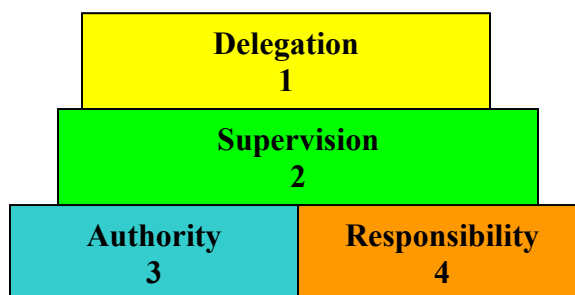 Delegation
1
Supervision
2
Authority
3
Responsibility
4